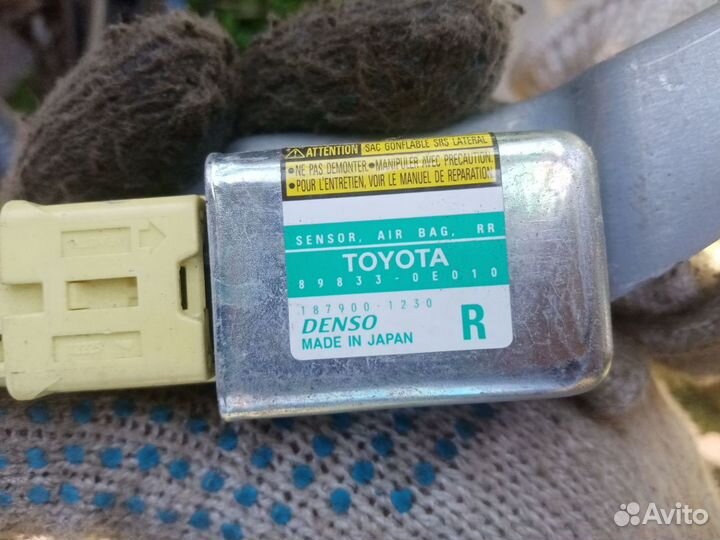 ATTENTION SAC GONFLABLE SRS LATERAL
•NE PAS DEMONTER •MANIPULER AVEC PRECAUTION.
•POUR L'ENTRETIEN, VOIR LE MANUEL DE REPARATION
SENSOR, AIR BAG, RR
TOYOTA
89833-0E010
187900-1230
DENSO
MADE IN JAPAN
R
Avito